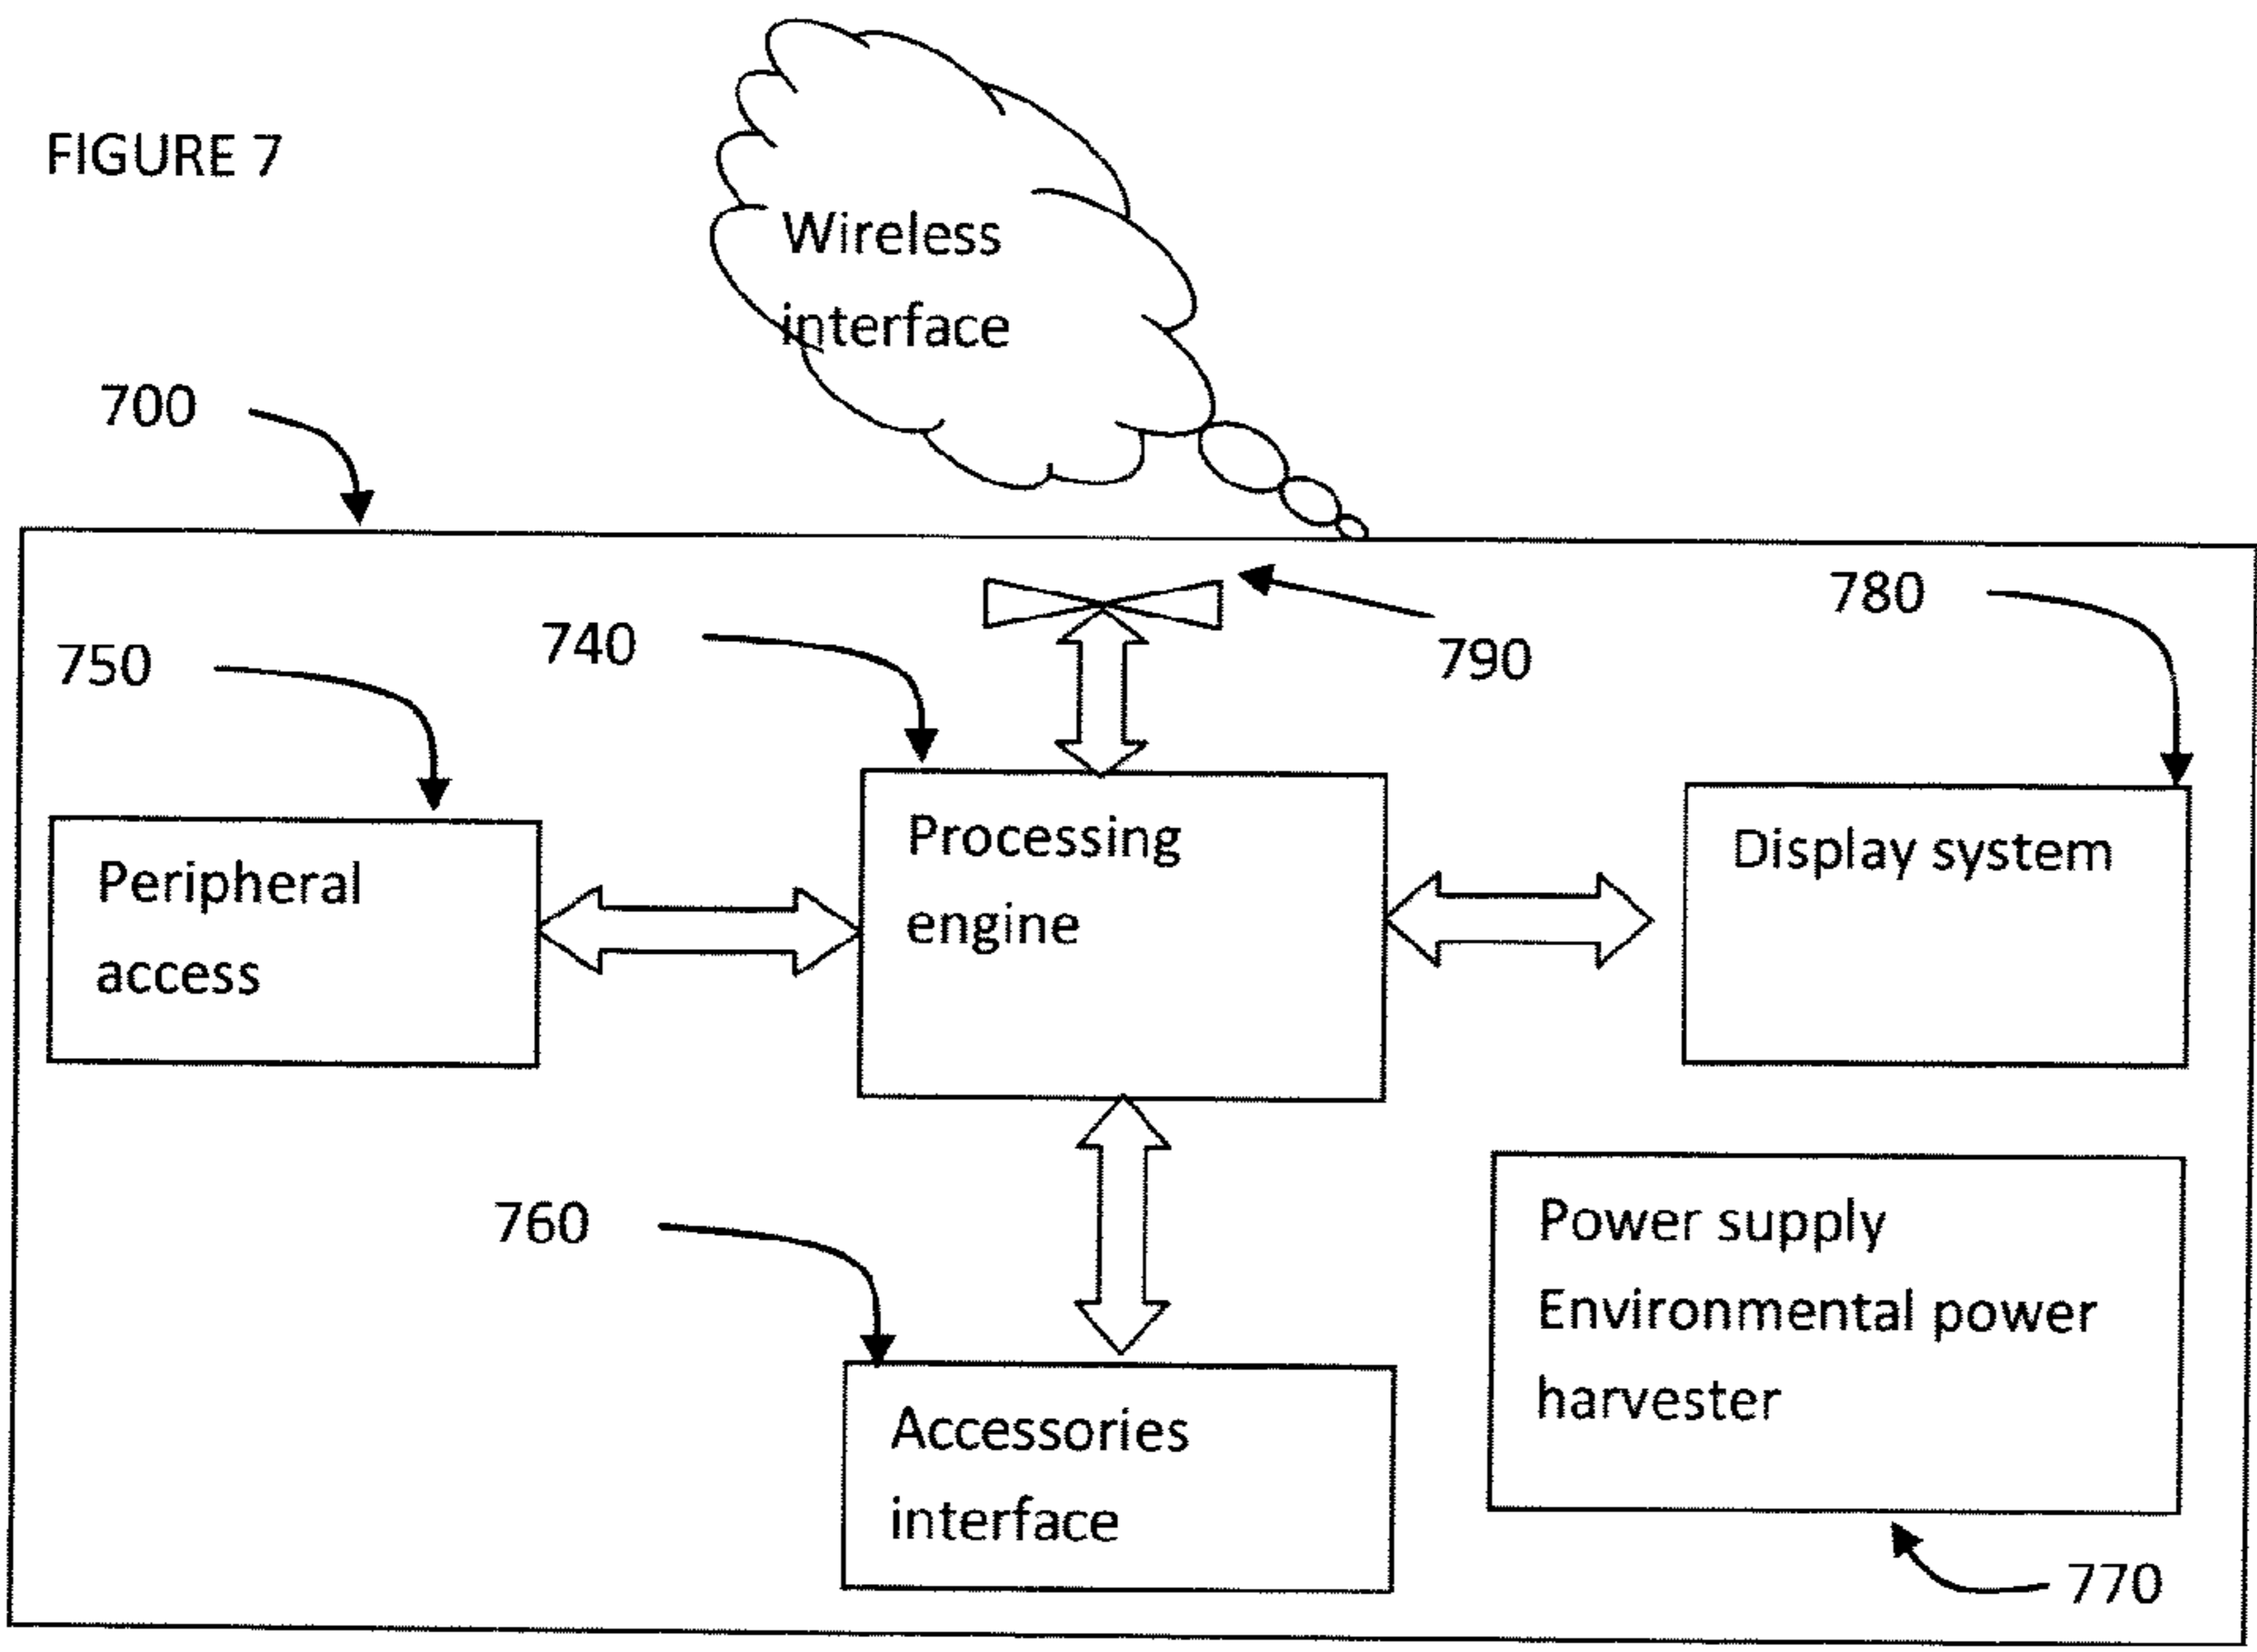 FIGURE 7
Wireless
interface
700
780
740
790
750
Processing
engine
Display system
Peripheral
access
760
Power supply
Environmental power
harvester
Accessories
interface
770